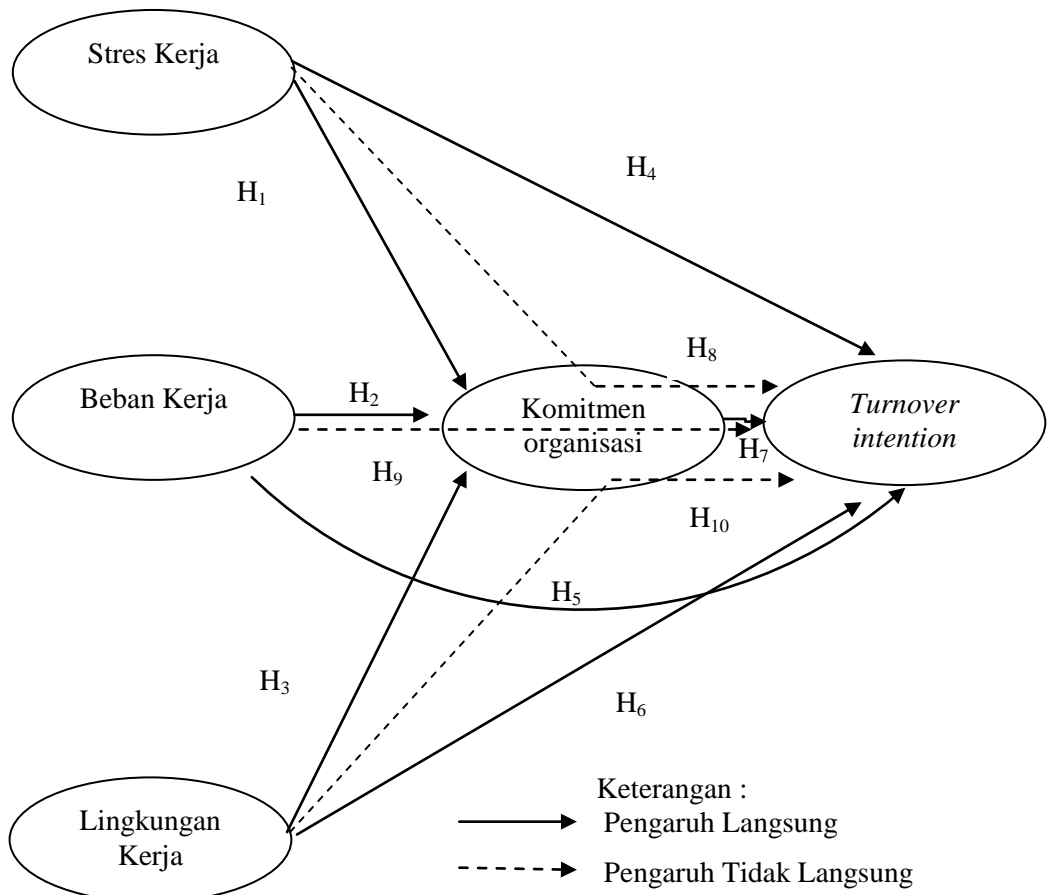 Stres Kerja
H₄
H₁
H₈
Beban Kerja
H₂
Komitmen
organisasi
Turnover
intention
H₇
H₉
H₁₀
H₅
H₃
H₆
Lingkungan
Kerja
Keterangan :
Pengaruh Langsung
Pengaruh Tidak Langsung